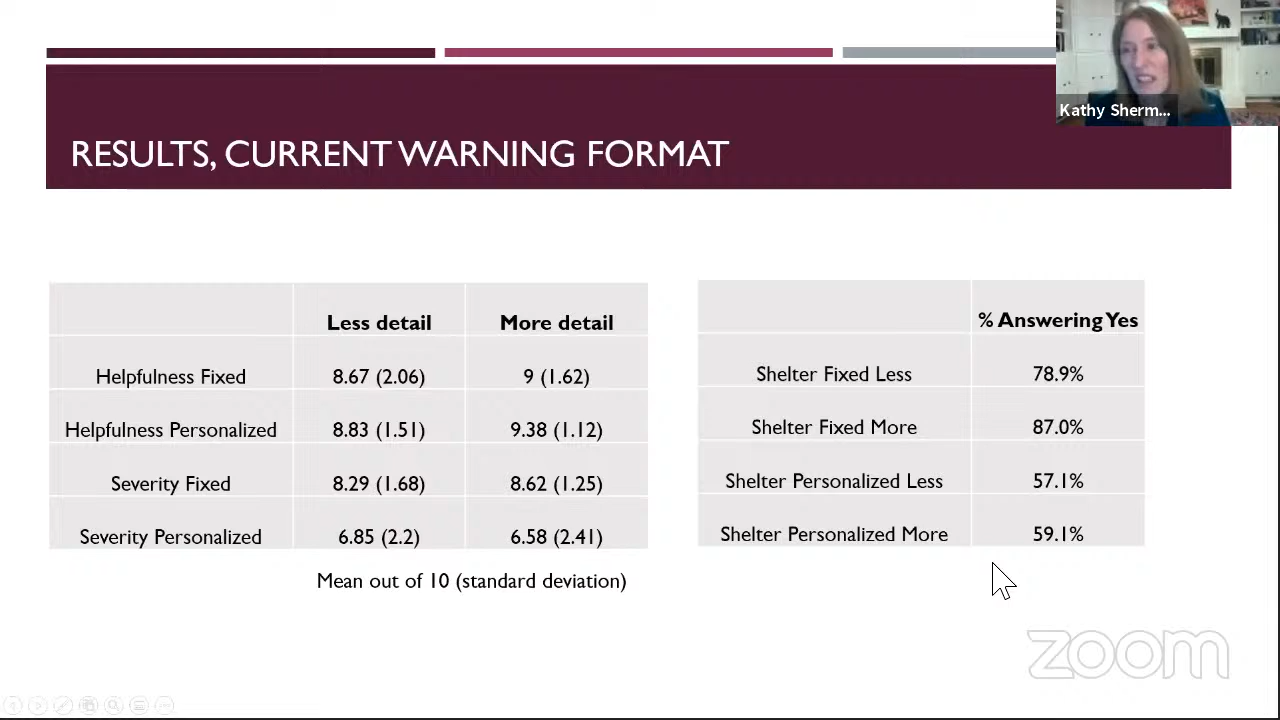 Kathy Sherm...
RESULTS, CURRENT WARNING FORMAT
Less detail More detail
Helpfulness Fixed 8.67 (2.06) 9 (1.62)
Helpfulness Personalized 8.83 (1.51) 9.38 (1.12)
Severity Fixed 8.29 (1.68) 8.62 (1.25)
Severity Personalized 6.85 (2.2) 6.58 (2.41)
Mean out of 10 (standard deviation)
% Answering Yes
Shelter Fixed Less 78.9%
Shelter Fixed More 87.0%
Shelter Personalized Less 57.1%
Shelter Personalized More 59.1%
zoom